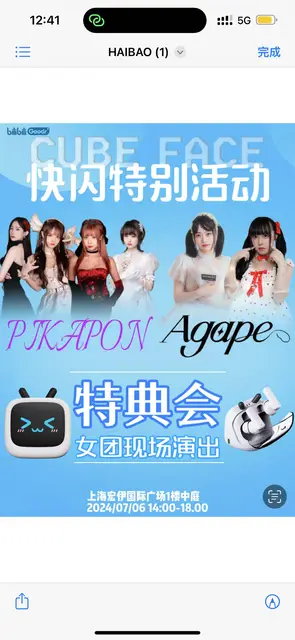 12:41
5G
HAIBAO (1)
完成
bilibili Goods
CUBE FACE
快闪特别活动
PIKAPON
Agape
特典会
女团现场演出
上海宏伊国际广场1楼中庭
2024/07/06 14:00-18.00